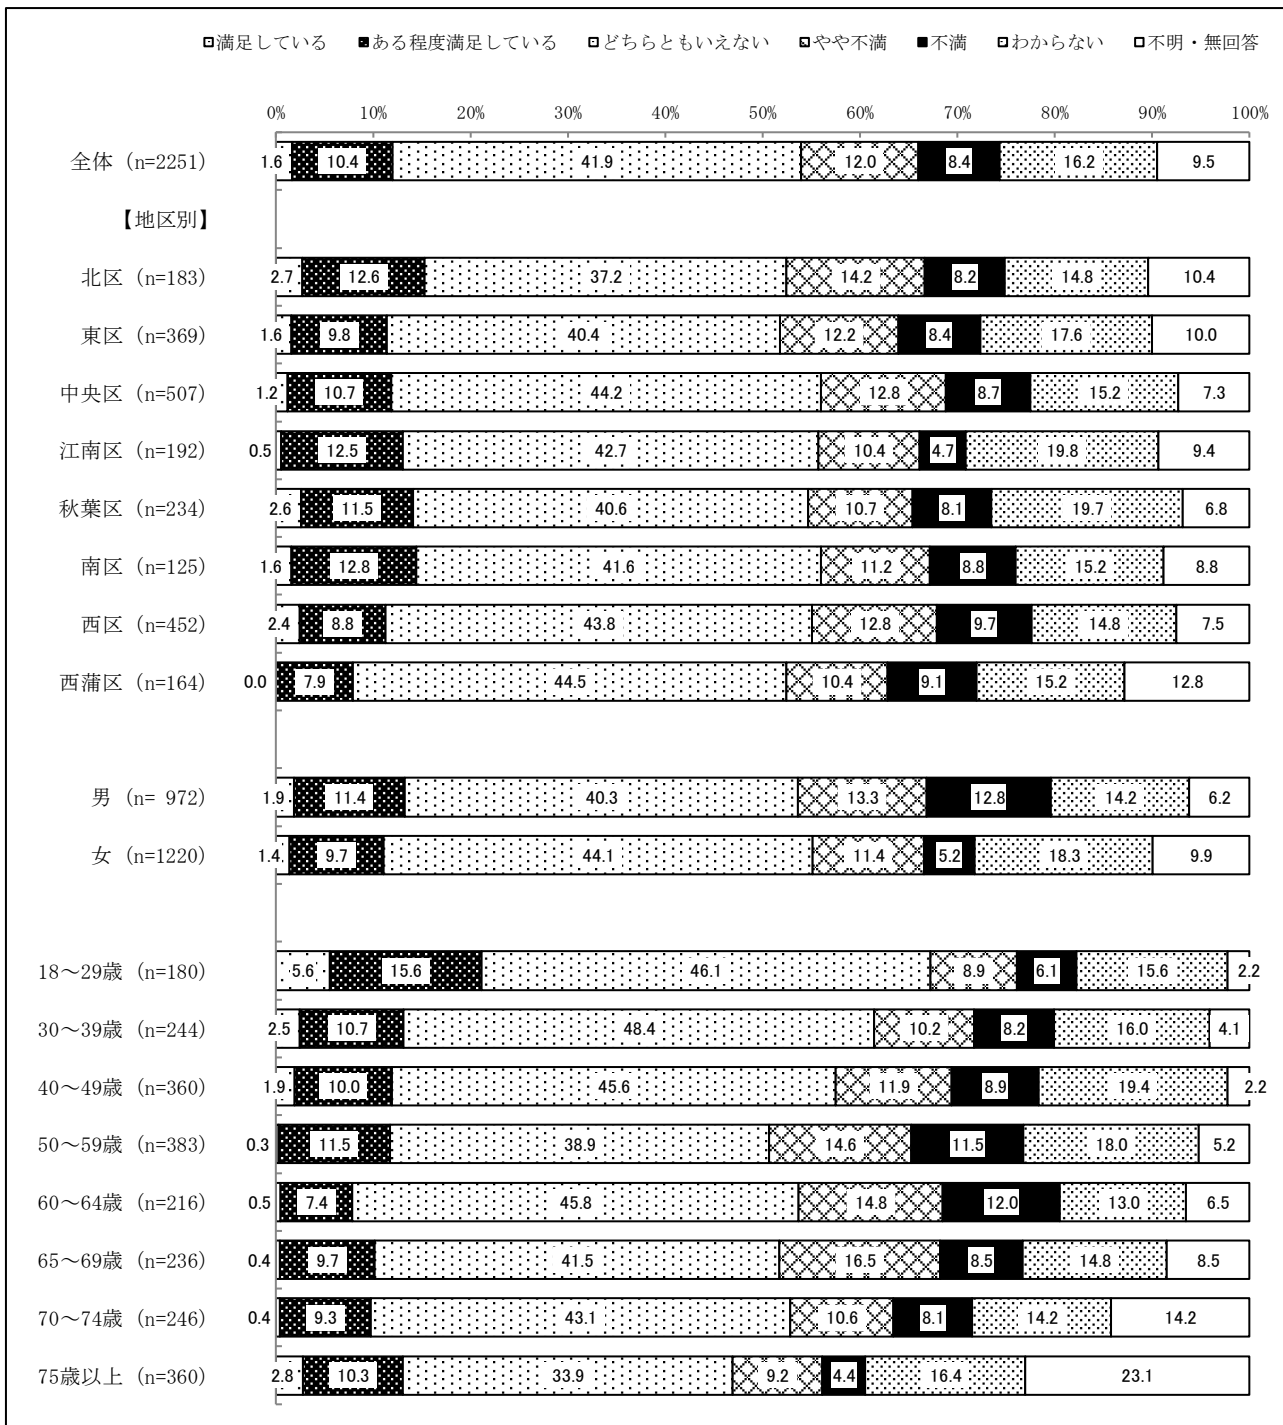 満足している ある程度満足している どちらともいえない やや不満 不満 わからない 不明・無回答
0% 10% 20% 30% 40% 50% 60% 70% 80% 90% 100%
全体 (n=2251) 1.6 10.4 41.9 12.0 8.4 16.2 9.5
【地区別】
北区 (n=183) 2.7 12.6 37.2 14.2 8.2 14.8 10.4
東区 (n=369) 1.6 9.8 40.4 12.2 8.4 17.6 10.0
中央区 (n=507) 1.2 10.7 44.2 12.8 8.7 15.2 7.3
江南区 (n=192) 0.5 12.5 42.7 10.4 4.7 19.8 9.4
秋葉区 (n=234) 2.6 11.5 40.6 10.7 8.1 19.7 6.8
南区 (n=125) 1.6 12.8 41.6 11.2 8.8 15.2 8.8
西区 (n=452) 2.4 8.8 43.8 12.8 9.7 14.8 7.5
西蒲区 (n=164) 0.0 7.9 44.5 10.4 9.1 15.2 12.8
男 (n= 972) 1.9 11.4 40.3 13.3 12.8 14.2 6.2
女 (n=1220) 1.4 9.7 44.1 11.4 5.2 18.3 9.9
18～29歳 (n=180) 5.6 15.6 46.1 8.9 6.1 15.6 2.2
30～39歳 (n=244) 2.5 10.7 48.4 10.2 8.2 16.0 4.1
40～49歳 (n=360) 1.9 10.0 45.6 11.9 8.9 19.4 2.2
50～59歳 (n=383) 0.3 11.5 38.9 14.6 11.5 18.0 5.2
60～64歳 (n=216) 0.5 7.4 45.8 14.8 12.0 13.0 6.5
65～69歳 (n=236) 0.4 9.7 41.5 16.5 8.5 14.8 8.5
70～74歳 (n=246) 0.4 9.3 43.1 10.6 8.1 14.2 14.2
75歳以上 (n=360) 2.8 10.3 33.9 9.2 4.4 16.4 23.1